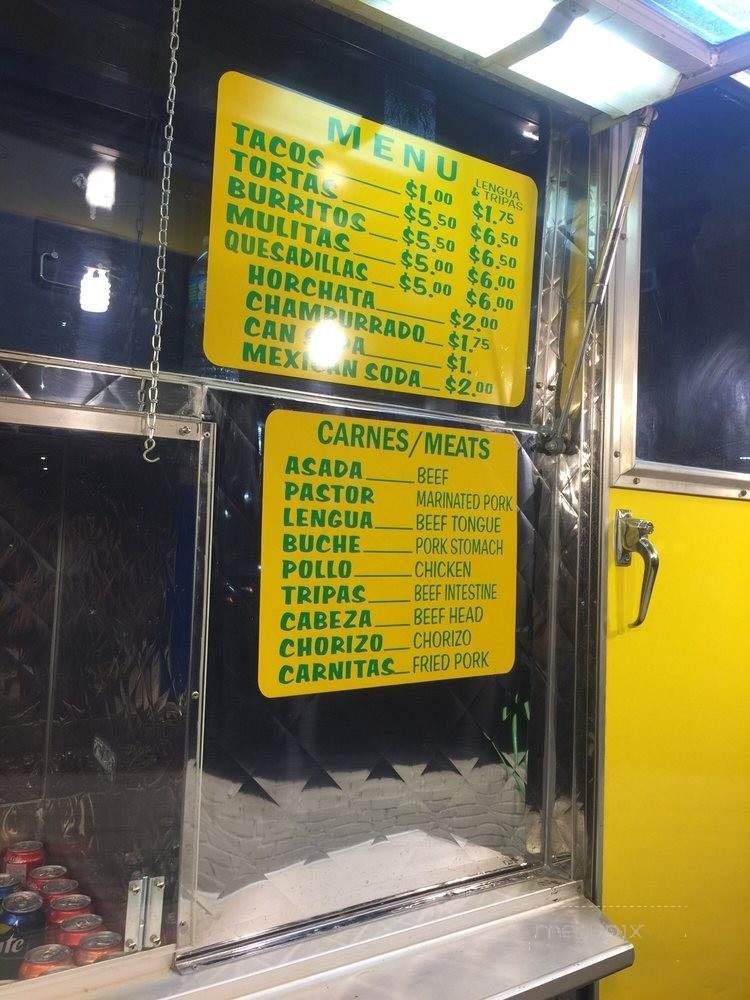 MENU
LENGUA
& TRIPAS
TACOS $1.00 $1.75
TORTAS $5.50 $6.50
BURRITOS $5.50 $6.50
MULITAS $5.00 $6.00
QUESADILLAS $5.00 $6.00
HORCHATA $2.00
CHAMPURRADO $1.75
CAN $1.
MEXICAN SODA $2.00
CARNES/MEATS
ASADA BEEF
PASTOR MARINATED PORK
LENGUA BEEF TONGUE
BUCHE PORK STOMACH
POLLO CHICKEN
TRIPAS BEEF INTESTINE
CABEZA BEEF HEAD
CHORIZO CHORIZO
CARNITAS FRIED PORK